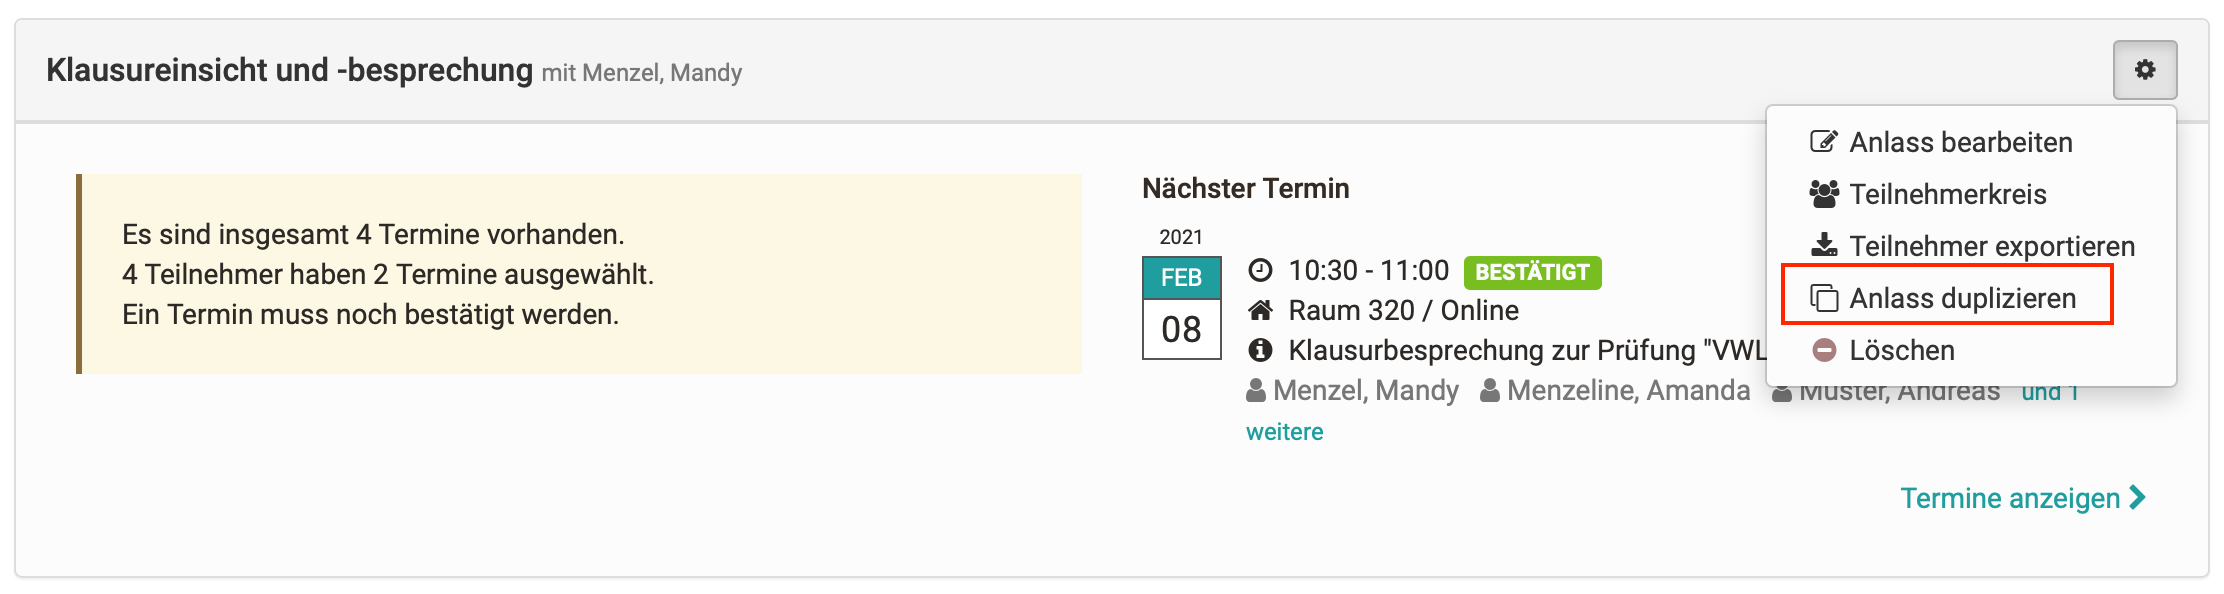 Klausureinsicht und -besprechung mit Menzel, Mandy
Es sind insgesamt 4 Termine vorhanden.
4 Teilnehmer haben 2 Termine ausgewählt.
Ein Termin muss noch bestätigt werden.
Nächster Termin
2021
FEB
08
10:30 - 11:00 BESTÄTIGT
Raum 320 / Online
Klausurbesprechung zur Prüfung "VWL
Menzel, Mandy Menzeline, Amanda Muster, Andreas und 1
weitere
Termine anzeigen
Anlass bearbeiten
Teilnehmerkreis
Teilnehmer exportieren
Anlass duplizieren
Löschen